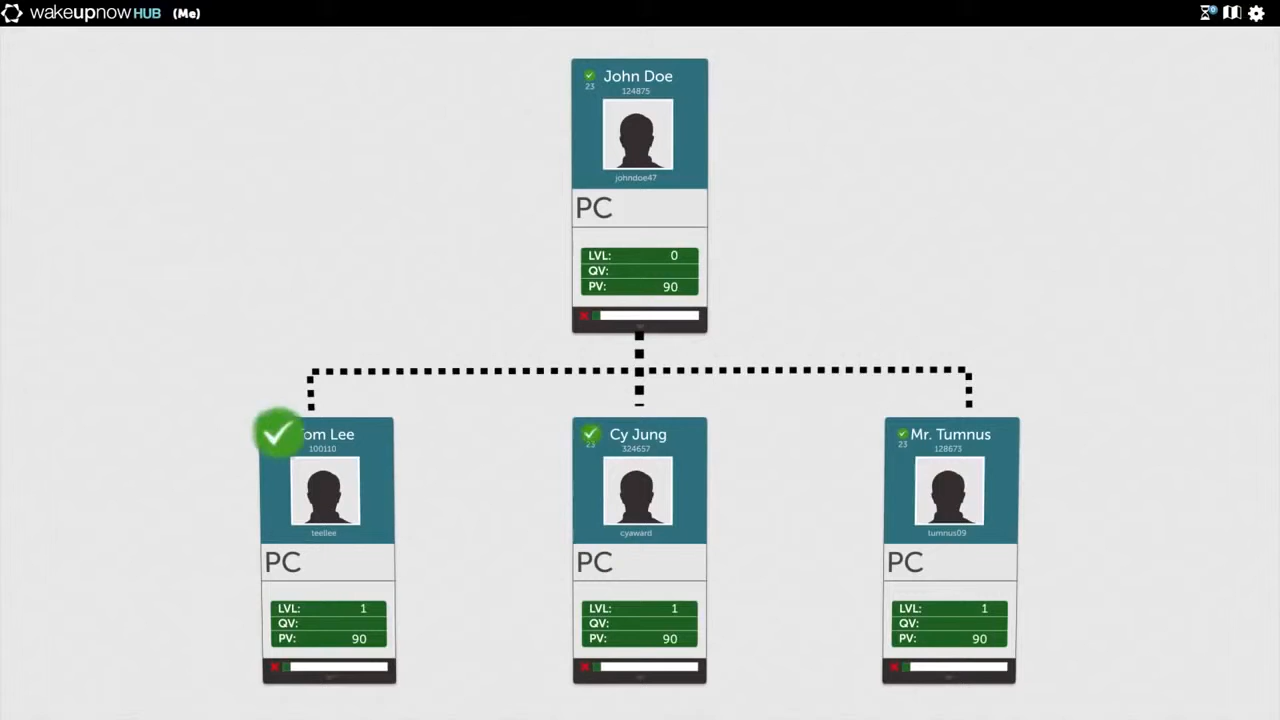 wakeupnow HUB (Me)
John Doe
23
124875
johndoe47
PC
LVL: 0
QV:
PV: 90
Tom Lee
100110
teellee
PC
LVL: 1
QV:
PV: 90
Cy Jung
23
324657
cyaward
PC
LVL: 1
QV:
PV: 90
Mr. Tumnus
23
128673
tumnus09
PC
LVL: 1
QV:
PV: 90